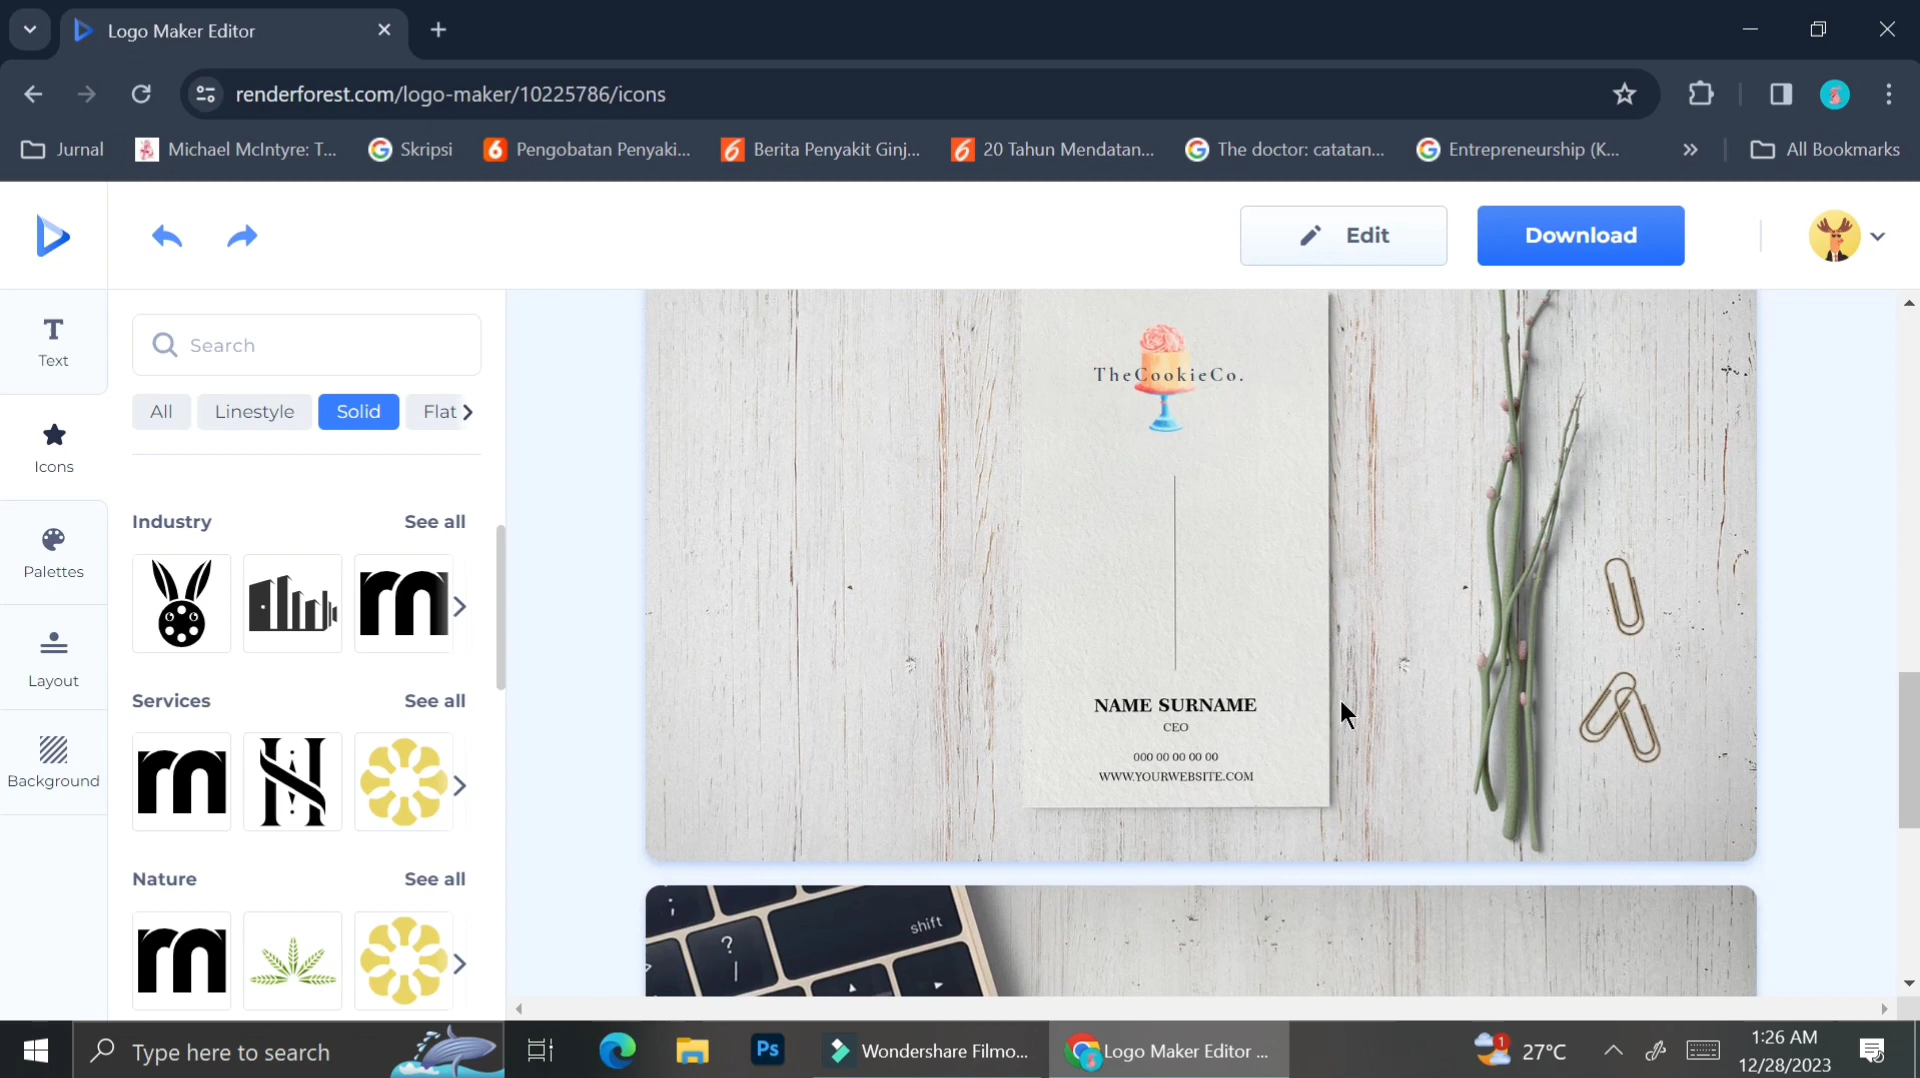 Logo Maker Editor
renderforest.com/logo-maker/10225786/icons
Jurnal
Michael McIntyre: T...
Skripsi
Pengobatan Penyaki...
Berita Penyakit Ginj...
20 Tahun Mendatan...
The doctor: catatan...
Entrepreneurship (K...
All Bookmarks
Edit
Download
Text
Icons
Palettes
Layout
Background
Search
All
Linestyle
Solid
Flat
Industry
See all
Services
See all
Nature
See all
TheCookieCo.
NAME SURNAME
CEO
000 00 00 00 00
WWW.YOURWEBSITE.COM
shift
;
?
Type here to search
Ps
Wondershare Filmo...
Logo Maker Editor ...
1
27°C
1:26 AM
12/28/2023